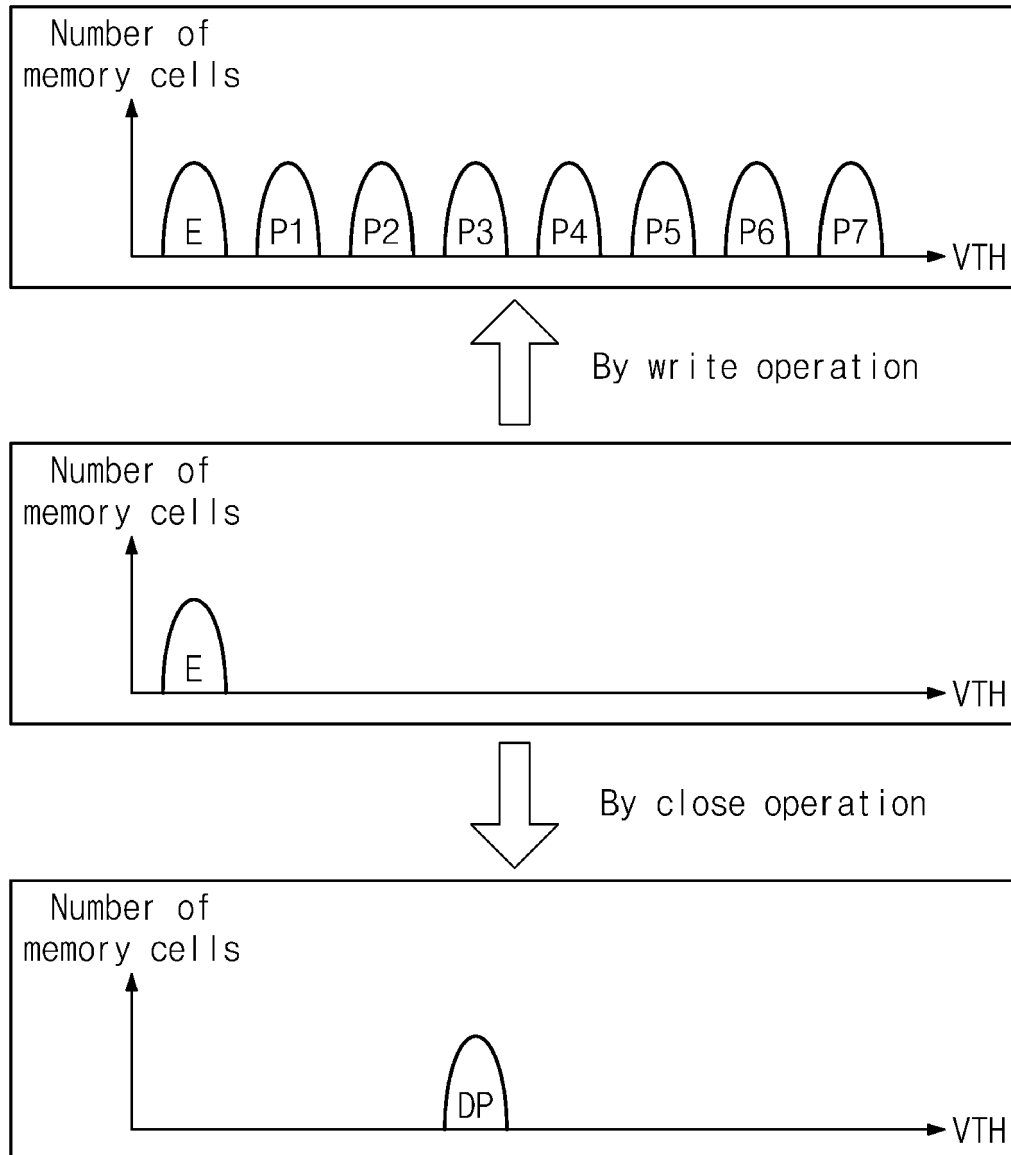 Number of
memory cells
E P1 P2 P3 P4 P5 P6 P7
VTH
By write operation
Number of
memory cells
E
VTH
By close operation
Number of
memory cells
DP
VTH